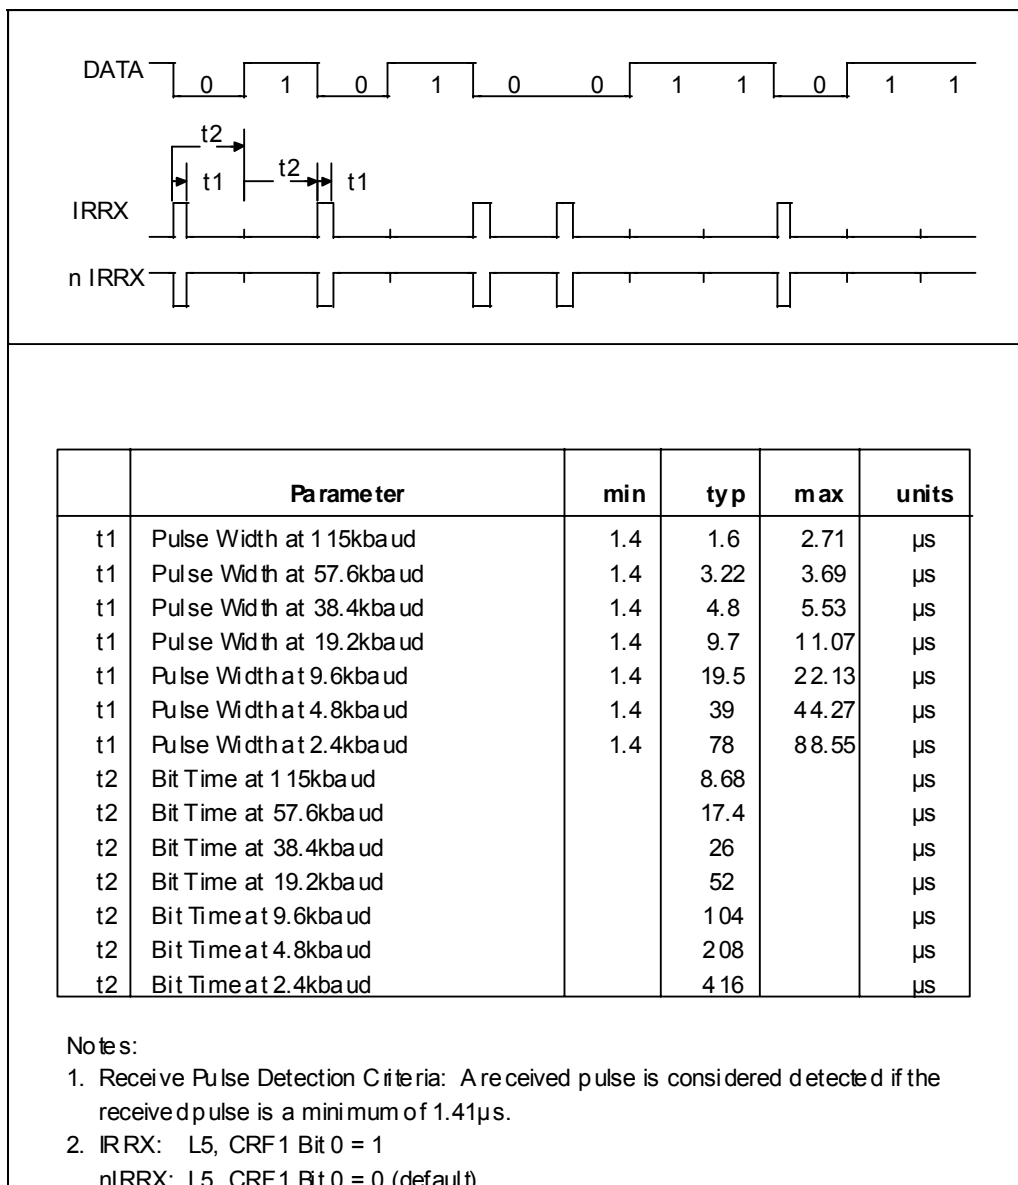 DATA 0 1 0 1 0 0 1 1 0 1 1
t2
t1 t2 t1
IRRX
n IRRX
Parameter min typ max units
t1 Pulse Width at 115kbaud 1.4 1.6 2.71 µs
t1 Pulse Width at 57.6kbaud 1.4 3.22 3.69 µs
t1 Pulse Width at 38.4kbaud 1.4 4.8 5.53 µs
t1 Pulse Width at 19.2kbaud 1.4 9.7 11.07 µs
t1 Pulse Width at 9.6kbaud 1.4 19.5 22.13 µs
t1 Pulse Width at 4.8kbaud 1.4 39 44.27 µs
t1 Pulse Width at 2.4kbaud 1.4 78 88.55 µs
t2 Bit Time at 115kbaud 8.68 µs
t2 Bit Time at 57.6kbaud 17.4 µs
t2 Bit Time at 38.4kbaud 26 µs
t2 Bit Time at 19.2kbaud 52 µs
t2 Bit Time at 9.6kbaud 104 µs
t2 Bit Time at 4.8kbaud 208 µs
t2 Bit Time at 2.4kbaud 416 µs
Notes:
1. Receive Pulse Detection Criteria: A received pulse is considered detected if the
received pulse is a minimum of 1.41µs.
2. IRRX: L5, CRF1 Bit 0 = 1
nIRRX: L5, CRF1 Bit 0 = 0 (default)